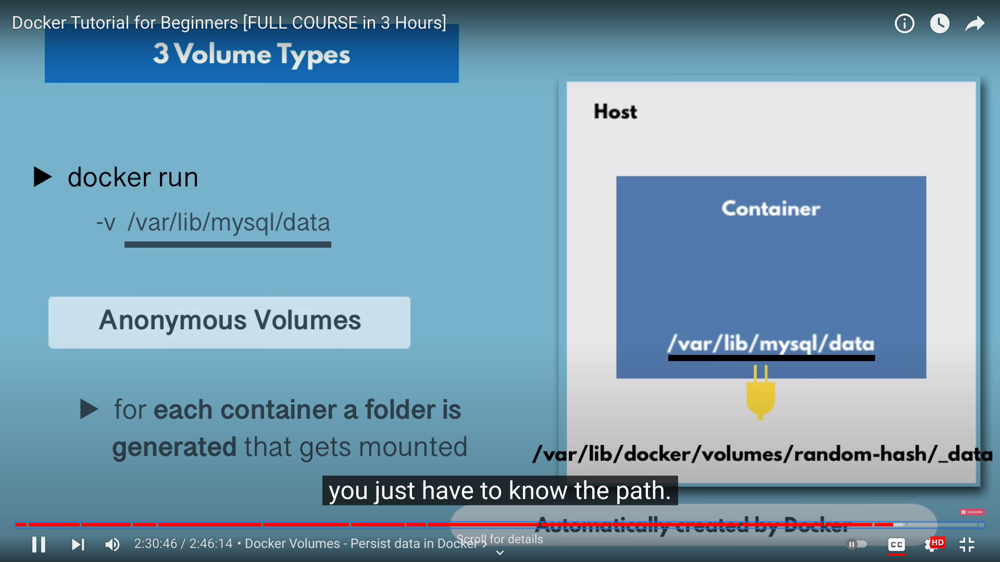 Docker Tutorial for Beginners [FULL COURSE in 3 Hours]
3 Volume Types
docker run
-v /var/lib/mysql/data
Anonymous Volumes
for each container a folder is
generated that gets mounted
Host
Container
/var/lib/mysql/data
/var/lib/docker/volumes/random-hash/_data
you just have to know the path.
SUBSCRIBE
Automatically created by Docker
2:30:46 / 2:46:14 • Docker Volumes - Persist data in Docker ›
Scroll for details
CC
HD